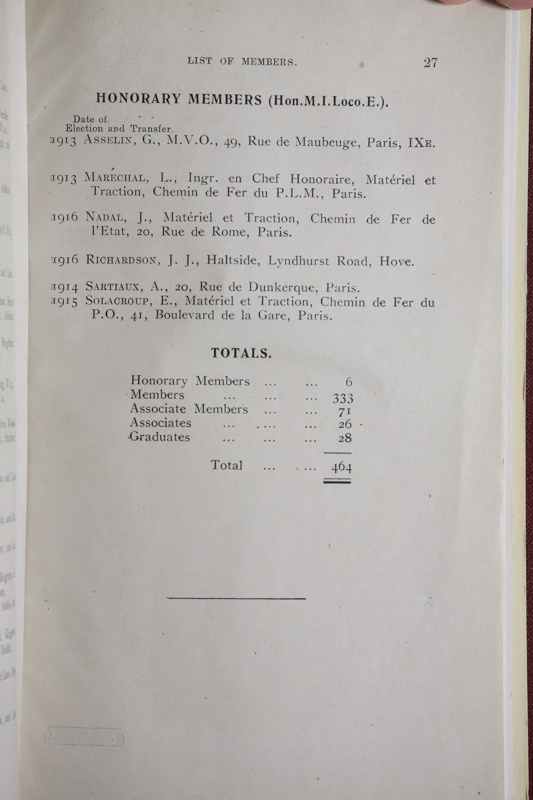 LIST OF MEMBERS. 27
HONORARY MEMBERS (Hon.M.I.Loco.E.).
Date of
Election and Transfer.
1913 ASSELIN, G., M.V.O., 49, Rue de Maubeuge, Paris, IXE.
1913 MARÉCHAL, L., Ingr. en Chef Honoraire, Matériel et
Traction, Chemin de Fer du P.L.M., Paris.
1916 NADAL, J., Matériel et Traction, Chemin de Fer de
l'Etat, 20, Rue de Rome, Paris.
1916 RICHARDSON, J. J., Haltside, Lyndhurst Road, Hove.
1914 SARTIAUX, A., 20, Rue de Dunkerque, Paris.
1915 SOLACROUP, E., Matériel et Traction, Chemin de Fer du
P.O., 41, Boulevard de la Gare, Paris.
TOTALS.
Honorary Members ... ... 6
Members ... ... ... 333
Associate Members ... ... 71
Associates ... ... ... 26
Graduates ... ... ... 28
Total ... ... 464